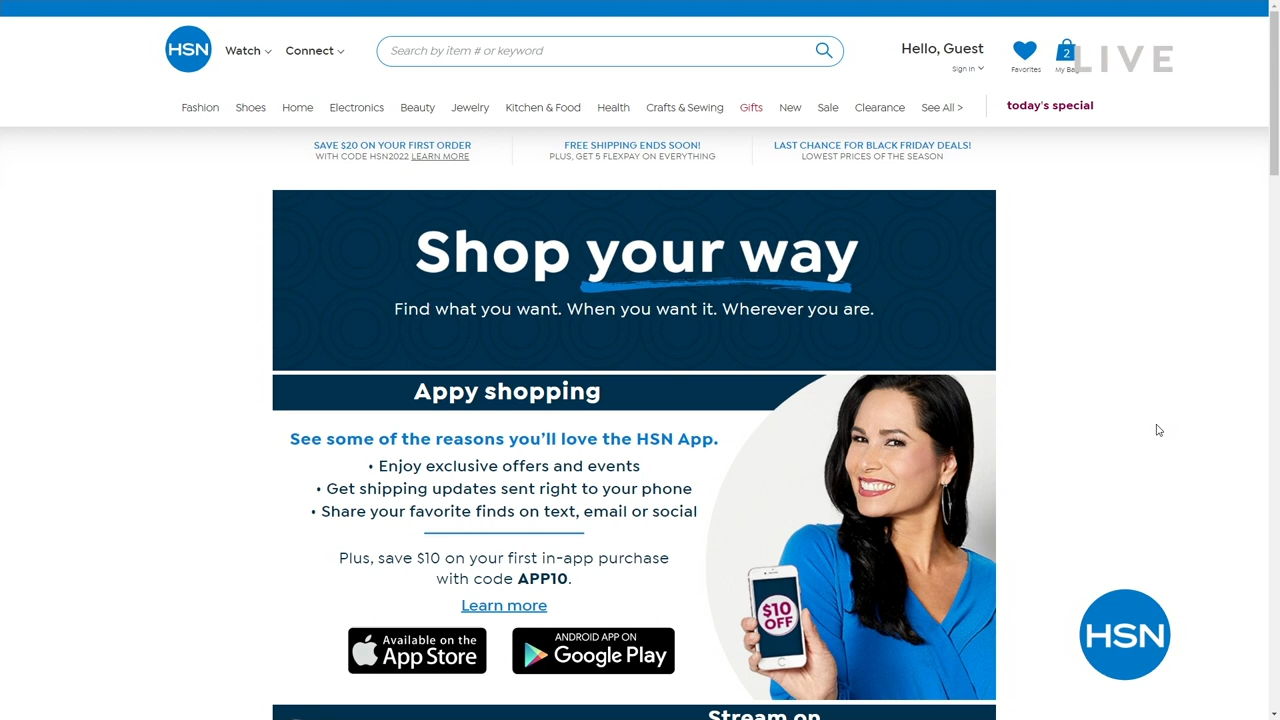 HSN
Watch
Connect
Search by item # or keyword
Hello, Guest
Sign in
Favorites
2
My Bag
LIVE
Fashion Shoes Home Electronics Beauty Jewelry Kitchen & Food Health Crafts & Sewing Gifts New Sale Clearance See All > today's special
SAVE $20 ON YOUR FIRST ORDER
WITH CODE HSN2022 LEARN MORE
FREE SHIPPING ENDS SOON!
PLUS, GET 5 FLEXPAY ON EVERYTHING
LAST CHANCE FOR BLACK FRIDAY DEALS!
LOWEST PRICES OF THE SEASON
Shop your way
Find what you want. When you want it. Wherever you are.
Appy shopping
See some of the reasons you'll love the HSN App.
• Enjoy exclusive offers and events
• Get shipping updates sent right to your phone
• Share your favorite finds on text, email or social
Plus, save $10 on your first in-app purchase
with code APP10.
Learn more
Available on the
App Store
ANDROID APP ON
Google Play
$10
OFF
HSN
Stream on